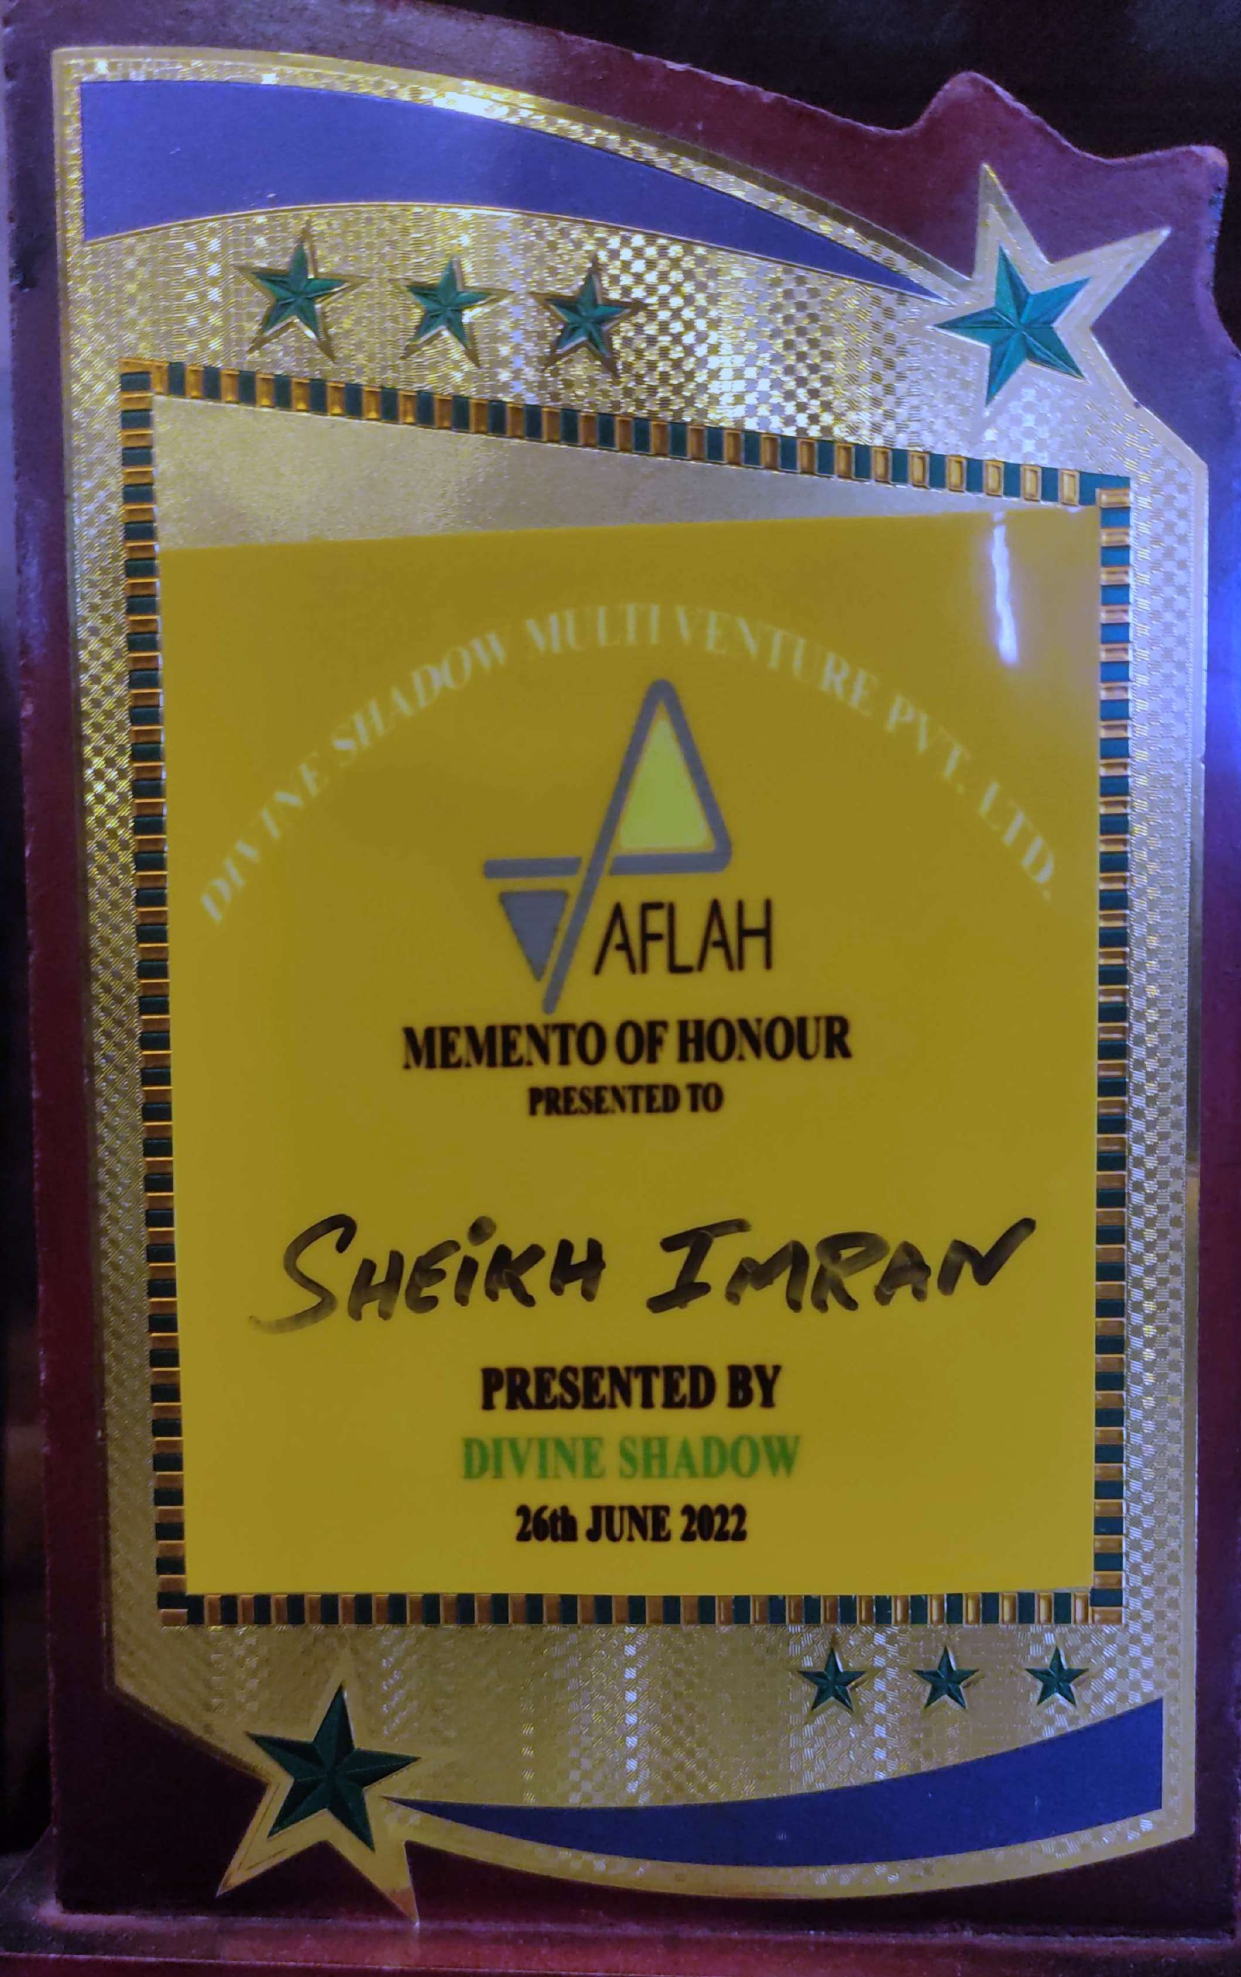 DIVINE SHADOW MULTI VENTURE PVT. LTD.
AFLAH
MEMENTO OF HONOUR
PRESENTED TO
SHEiKH IMRAN
PRESENTED BY
DIVINE SHADOW
26th JUNE 2022